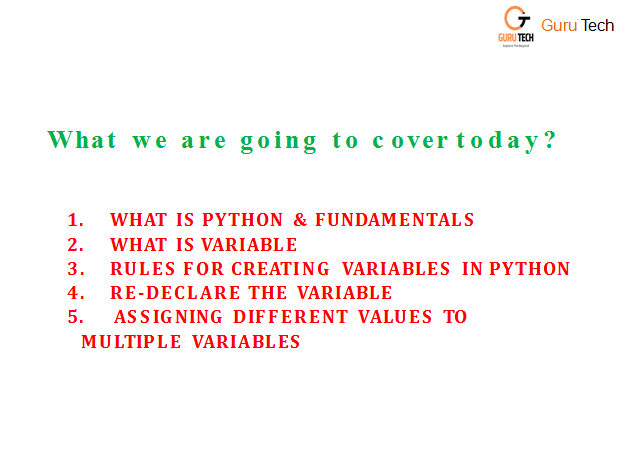 GURU TECH
Explore The Beyond
Guru Tech
What we are going to cover today?
1. WHAT IS PYTHON & FUNDAMENTALS
2. WHAT IS VARIABLE
3. RULES FOR CREATING VARIABLES IN PYTHON
4. RE-DECLARE THE VARIABLE
5. ASSIGNING DIFFERENT VALUES TO
MULTIPLE VARIABLES